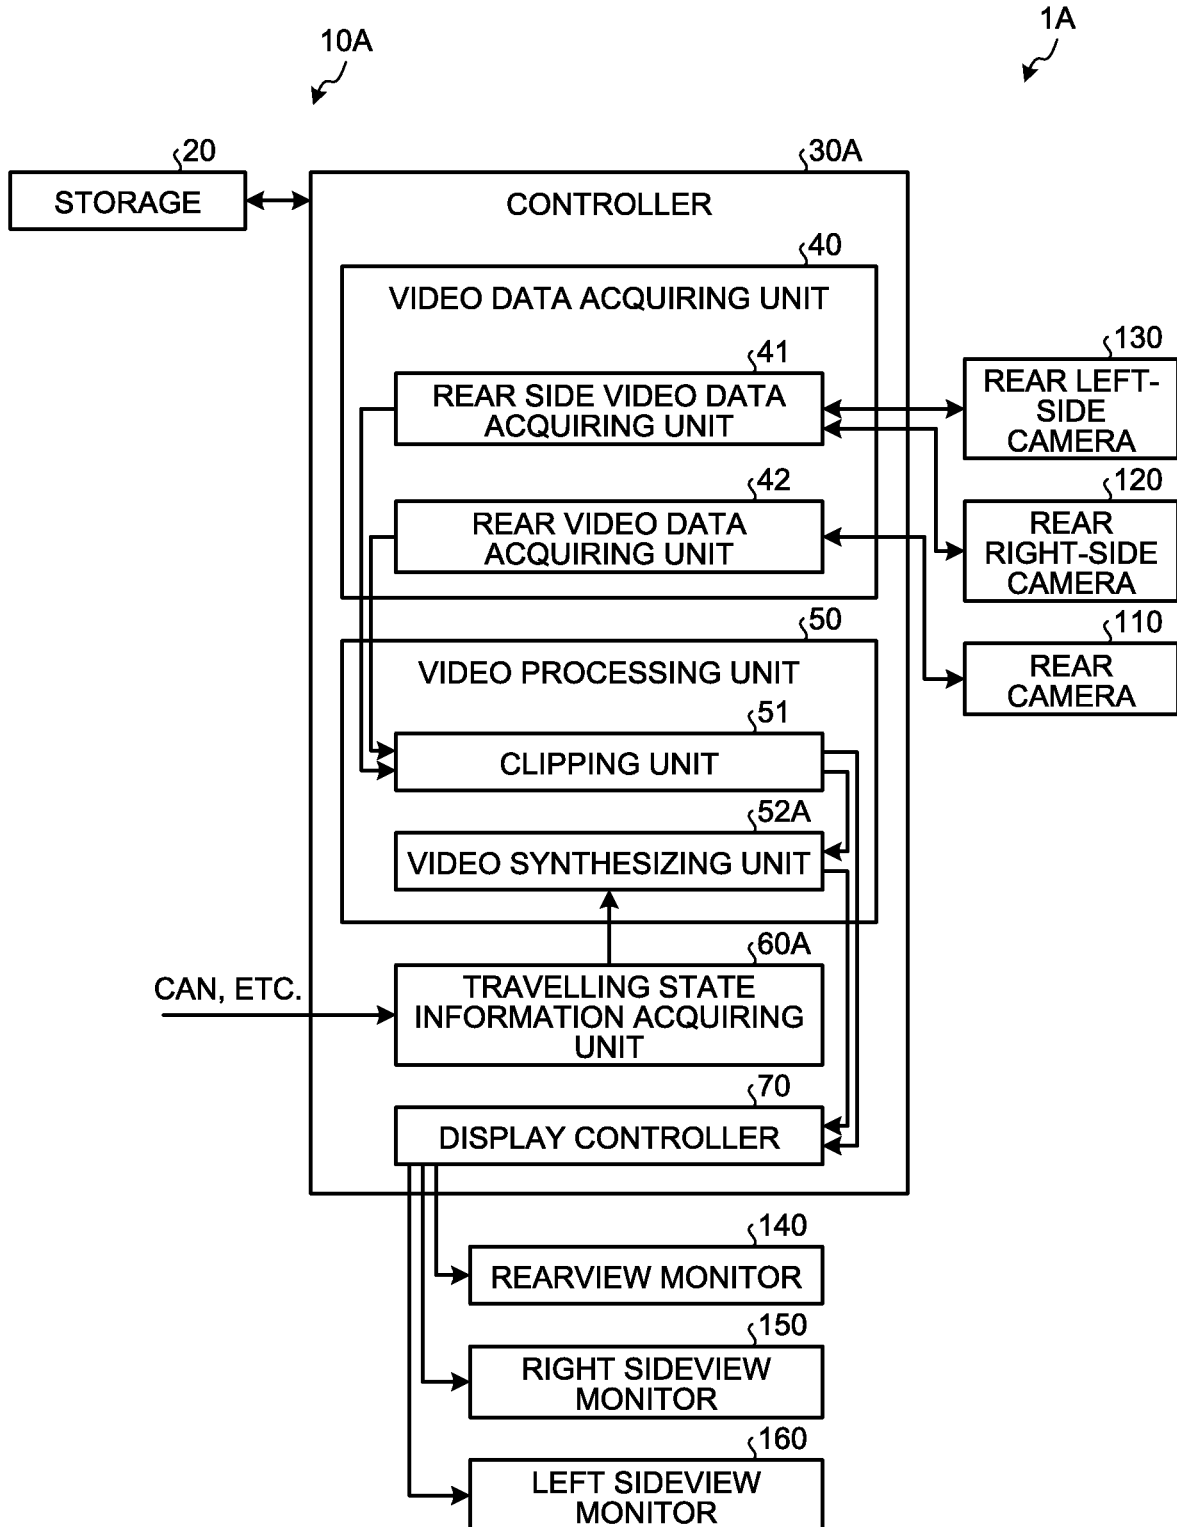 10A
1A
20
STORAGE
30A
CONTROLLER
40
VIDEO DATA ACQUIRING UNIT
41
REAR SIDE VIDEO DATA
ACQUIRING UNIT
42
REAR VIDEO DATA
ACQUIRING UNIT
130
REAR LEFT-
SIDE
CAMERA
120
REAR
RIGHT-SIDE
CAMERA
110
REAR
CAMERA
50
VIDEO PROCESSING UNIT
51
CLIPPING UNIT
52A
VIDEO SYNTHESIZING UNIT
60A
TRAVELLING STATE
INFORMATION ACQUIRING
UNIT
CAN, ETC.
70
DISPLAY CONTROLLER
140
REARVIEW MONITOR
150
RIGHT SIDEVIEW
MONITOR
160
LEFT SIDEVIEW
MONITOR